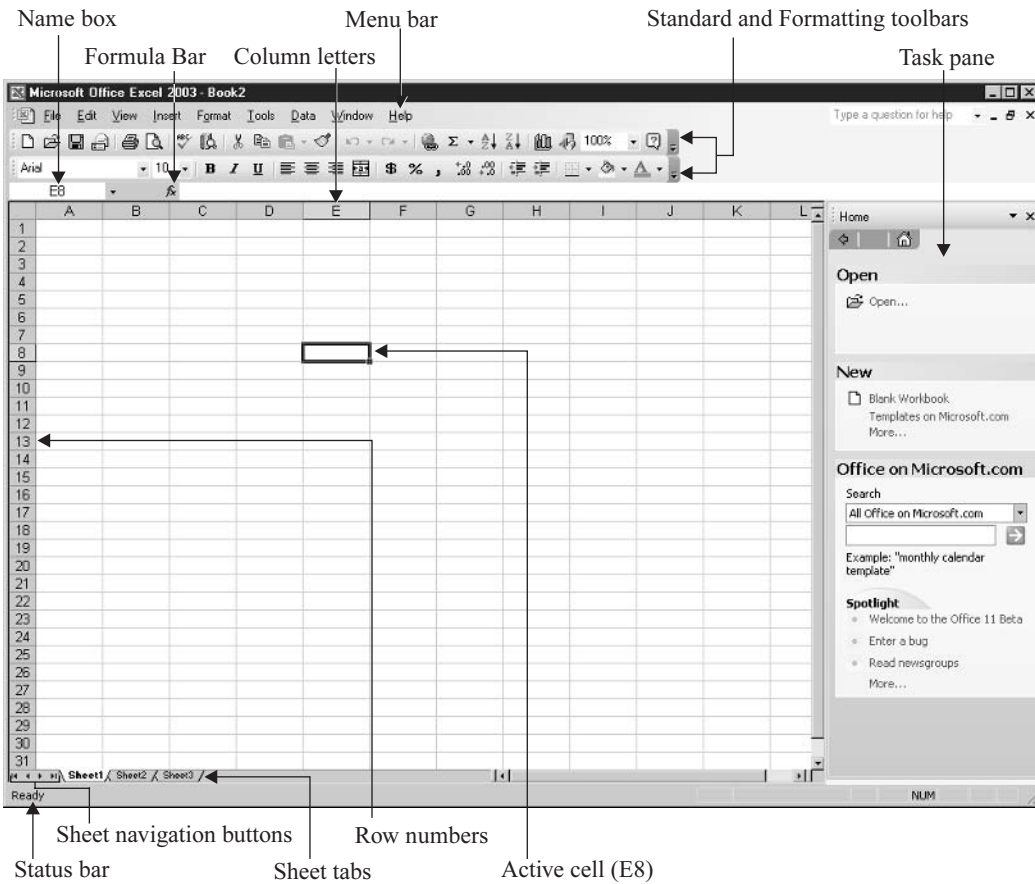 Name box
Menu bar
Standard and Formatting toolbars
Formula Bar
Column letters
Task pane
Microsoft Office Excel 2003 - Book2
File Edit View Insert Format Tools Data Window Help
Type a question for help
100%
Arial 10 B I U $ % ,
E8 fx
A B C D E F G H I J K L
Home
1
2
3
4
5
6
7
8
9
10
11
12
13
14
15
16
17
18
19
20
21
22
23
24
25
26
27
28
29
30
31
Open
Open...
New
Blank Workbook
Templates on Microsoft.com
More...
Office on Microsoft.com
Search
All Office on Microsoft.com
Example: "monthly calendar
template"
Spotlight
Welcome to the Office 11 Beta
Enter a bug
Read newsgroups
More...
Sheet1 Sheet2 Sheet3
Ready
NUM
Sheet navigation buttons
Row numbers
Status bar
Sheet tabs
Active cell (E8)